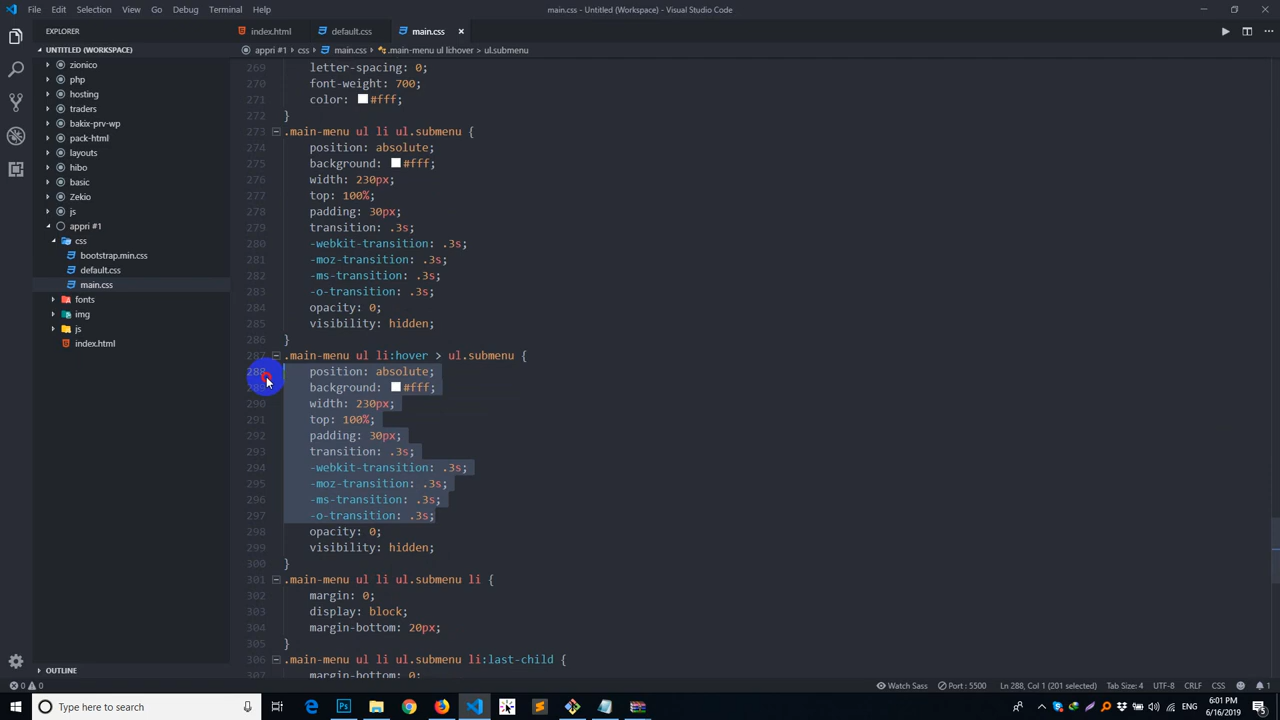 File Edit Selection View Go Debug Terminal Help
main.css - Untitled (Workspace) - Visual Studio Code
EXPLORER
index.html
default.css
main.css
UNTITLED (WORKSPACE)
appri #1 › css › main.css › .main-menu ul li:hover > ul.submenu
zionico
php
hosting
traders
bakix-prv-wp
pack-html
layouts
hibo
basic
Zekio
js
appri #1
css
bootstrap.min.css
default.css
main.css
fonts
img
js
index.html
OUTLINE
269 letter-spacing: 0;
270 font-weight: 700;
271 color: #fff;
272 }
273 .main-menu ul li ul.submenu {
274 position: absolute;
275 background: #fff;
276 width: 230px;
277 top: 100%;
278 padding: 30px;
279 transition: .3s;
280 -webkit-transition: .3s;
281 -moz-transition: .3s;
282 -ms-transition: .3s;
283 -o-transition: .3s;
284 opacity: 0;
285 visibility: hidden;
286 }
287 .main-menu ul li:hover > ul.submenu {
288 position: absolute;
289 background: #fff;
290 width: 230px;
291 top: 100%;
292 padding: 30px;
293 transition: .3s;
294 -webkit-transition: .3s;
295 -moz-transition: .3s;
296 -ms-transition: .3s;
297 -o-transition: .3s;
298 opacity: 0;
299 visibility: hidden;
300 }
301 .main-menu ul li ul.submenu li {
302 margin: 0;
303 display: block;
304 margin-bottom: 20px;
305 }
306 .main-menu ul li ul.submenu li:last-child {
307 margin-bottom: 0;
0 0
Watch Sass
Port : 5500
Ln 288, Col 1 (201 selected)
Tab Size: 4
UTF-8
CRLF
CSS
1
Type here to search
6:01 PM
6/16/2019